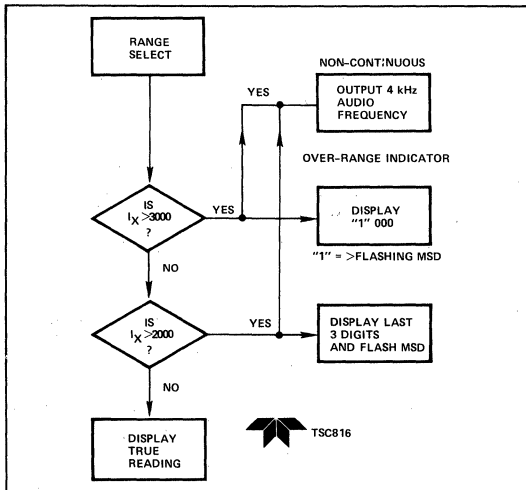 RANGE
SELECT
NON-CONTINUOUS
YES
OUTPUT 4 kHz
AUDIO
FREQUENCY
OVER-RANGE INDICATOR
IS
IX >3000
?
YES
DISPLAY
"1" 000
"1" = >FLASHING MSD
NO
IS
IX >2000
?
YES
DISPLAY LAST
3 DIGITS
AND FLASH MSD
NO
DISPLAY
TRUE
READING
TSC816